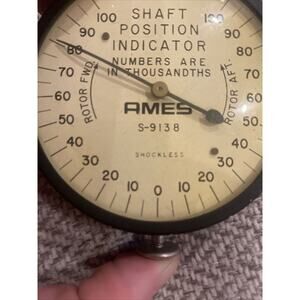 SHAFT
POSITION
INDICATOR
NUMBERS ARE
IN THOUSANDTHS
AMES
S-9138
SHOCKLESS
ROTOR FWD.
ROTOR AFT.
100
90
80
70
60
50
40
30
20
10
0
10
20
30
40
50
60
70
80
90
100
120